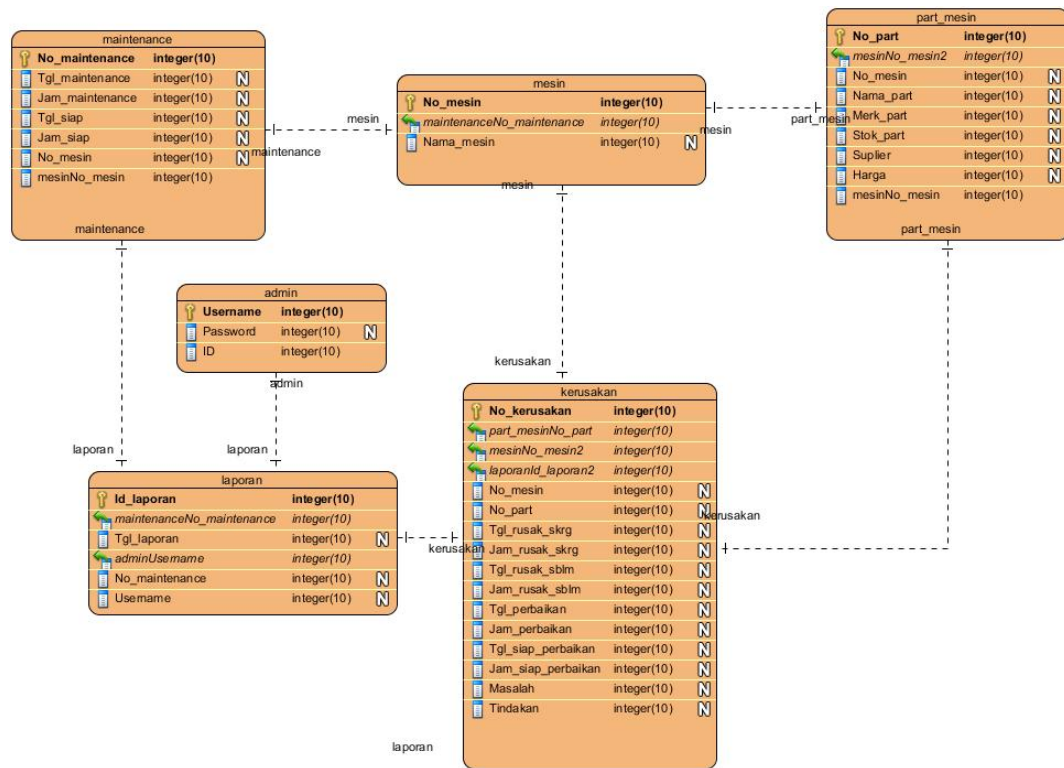 maintenance
No_maintenance integer(10)
Tgl_maintenance integer(10) N
Jam_maintenance integer(10) N
Tgl_siap integer(10) N
Jam_siap integer(10) N
No_mesin integer(10) N
mesinNo_mesin integer(10)
mesin
No_mesin integer(10)
maintenanceNo_maintenance integer(10)
Nama_mesin integer(10) N
part_mesin
No_part integer(10)
mesinNo_mesin2 integer(10)
No_mesin integer(10) N
Nama_part integer(10) N
Merk_part integer(10) N
Stok_part integer(10) N
Suplier integer(10) N
Harga integer(10) N
mesinNo_mesin integer(10)
mesin
maintenance
mesin
part_mesin
mesin
maintenance
part_mesin
admin
Username integer(10)
Password integer(10) N
ID integer(10)
admin
kerusakan
laporan
laporan
laporan
Id_laporan integer(10)
maintenanceNo_maintenance integer(10)
Tgl_laporan integer(10) N
adminUsername integer(10)
No_maintenance integer(10) N
Username integer(10) N
kerusakan
kerusakan
No_kerusakan integer(10)
part_mesinNo_part integer(10)
mesinNo_mesin2 integer(10)
laporanId_laporan2 integer(10)
No_mesin integer(10) N
No_part integer(10) N
Tgl_rusak_skrg integer(10) N
Jam_rusak_skrg integer(10) N
Tgl_rusak_sblm integer(10) N
Jam_rusak_sblm integer(10) N
Tgl_perbaikan integer(10) N
Jam_perbaikan integer(10) N
Tgl_siap_perbaikan integer(10) N
Jam_siap_perbaikan integer(10) N
Masalah integer(10) N
Tindakan integer(10) N
kerusakan
laporan